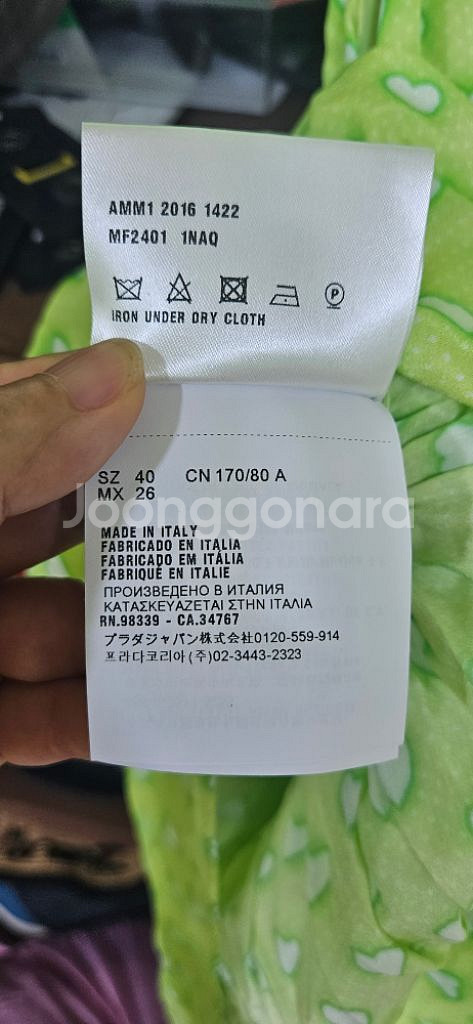 AMM1 2016 1422
MF2401 1NAQ
P
IRON UNDER DRY CLOTH
SZ 40 CN 170/80 A
MX 26
Joonggonara
MADE IN ITALY
FABRICADO EN ITALIA
FABRICADO EM ITÁLIA
FABRIQUÉ EN ITALIE
ПРОИЗВЕДЕНО В ИТАЛИЯ
ΚΑΤΑΣΚΕΥΑΖΕΤΑΙ ΣΤΗΝ ΙΤΑΛΙΑ
RN.98339 - CA.34767
プラダジャパン株式会社0120-559-914
프라다코리아(주)02-3443-2323